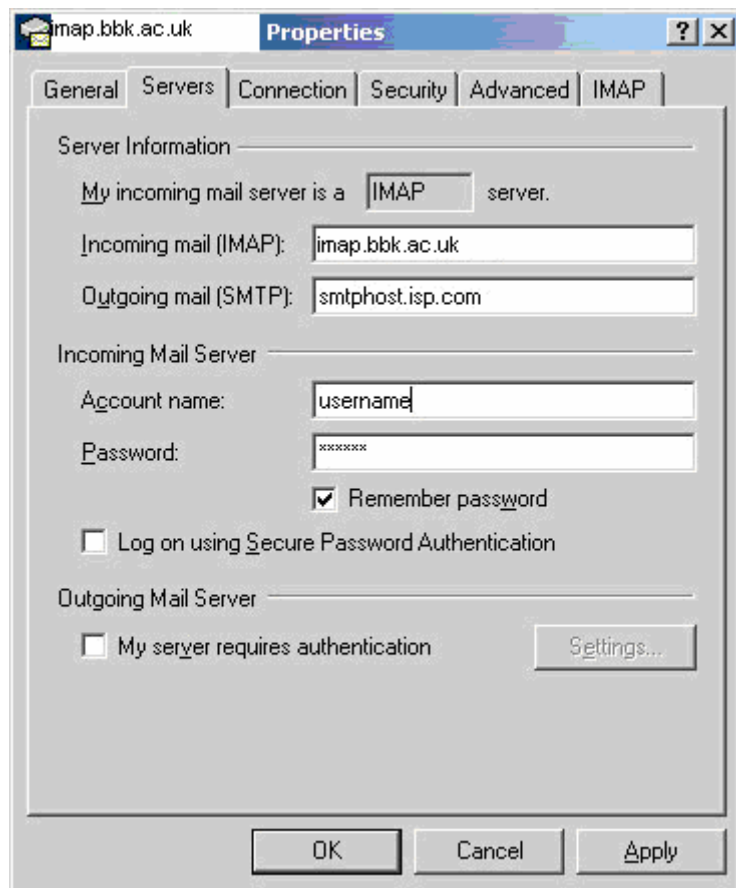 imap.bbk.ac.uk Properties ? X
General Servers Connection Security Advanced IMAP
Server Information
My incoming mail server is a IMAP server.
Incoming mail (IMAP): imap.bbk.ac.uk
Outgoing mail (SMTP): smtphost.isp.com
Incoming Mail Server
Account name: username
Password: ××××××
Remember password
Log on using Secure Password Authentication
Outgoing Mail Server
My server requires authentication Settings...
OK Cancel Apply